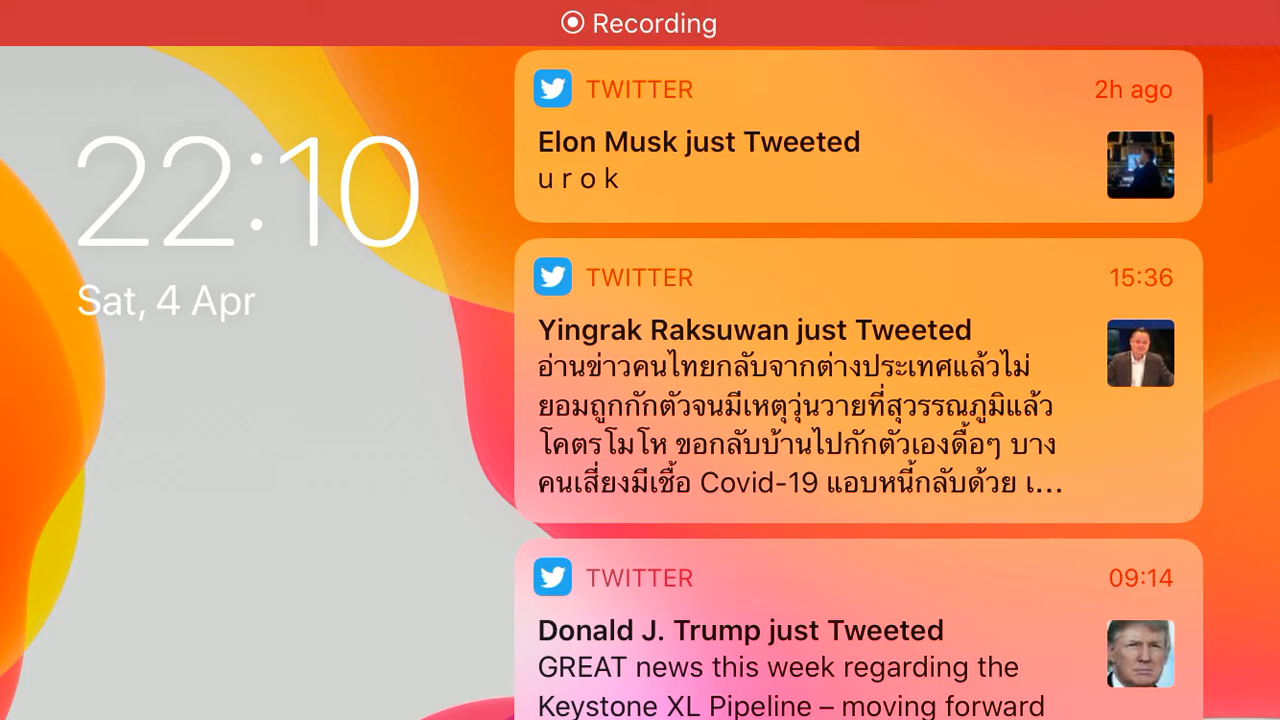 Recording
22:10
Sat, 4 Apr
TWITTER
2h ago
Elon Musk just Tweeted
u r o k
TWITTER
15:36
Yingrak Raksuwan just Tweeted
อ่านข่าวคนไทยกลับจากต่างประเทศแล้วไม่
ยอมถูกกักตัวจนมีเหตุวุ่นวายที่สุวรรณภูมิแล้ว
โคตรโมโห ขอกลับบ้านไปกักตัวเองดื้อๆ บาง
คนเสี่ยงมีเชื้อ Covid-19 แอบหนี้กลับด้วย เ...
TWITTER
09:14
Donald J. Trump just Tweeted
GREAT news this week regarding the
Keystone XL Pipeline – moving forward